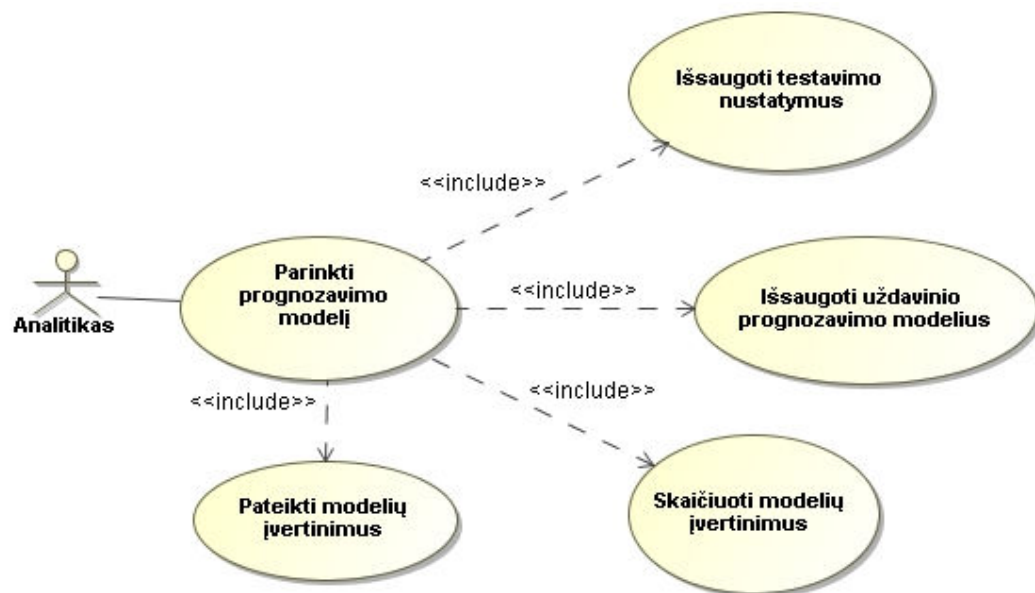 Išsaugoti testavimo
nustatymus
<<include>>
Analitikas
Parinkti
prognozavimo
modelį
<<include>>
Išsaugoti uždavinio
prognozavimo modelius
<<include>>
<<include>>
Pateikti modelių
įvertinimus
Skaičiuoti modelių
įvertinimus